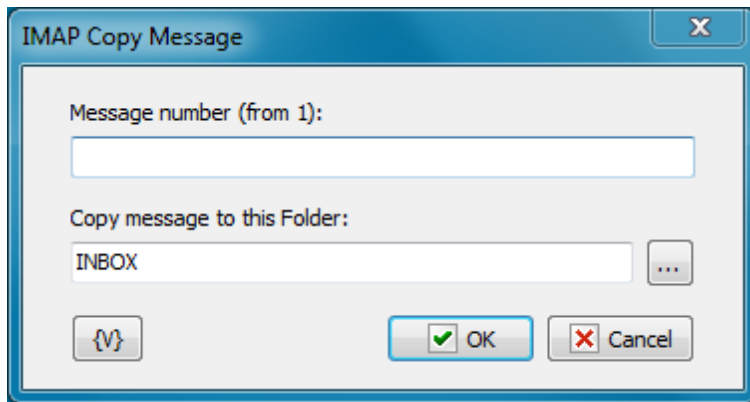 IMAP Copy Message
Message number (from 1):
Copy message to this Folder:
INBOX
...
{V} OK Cancel